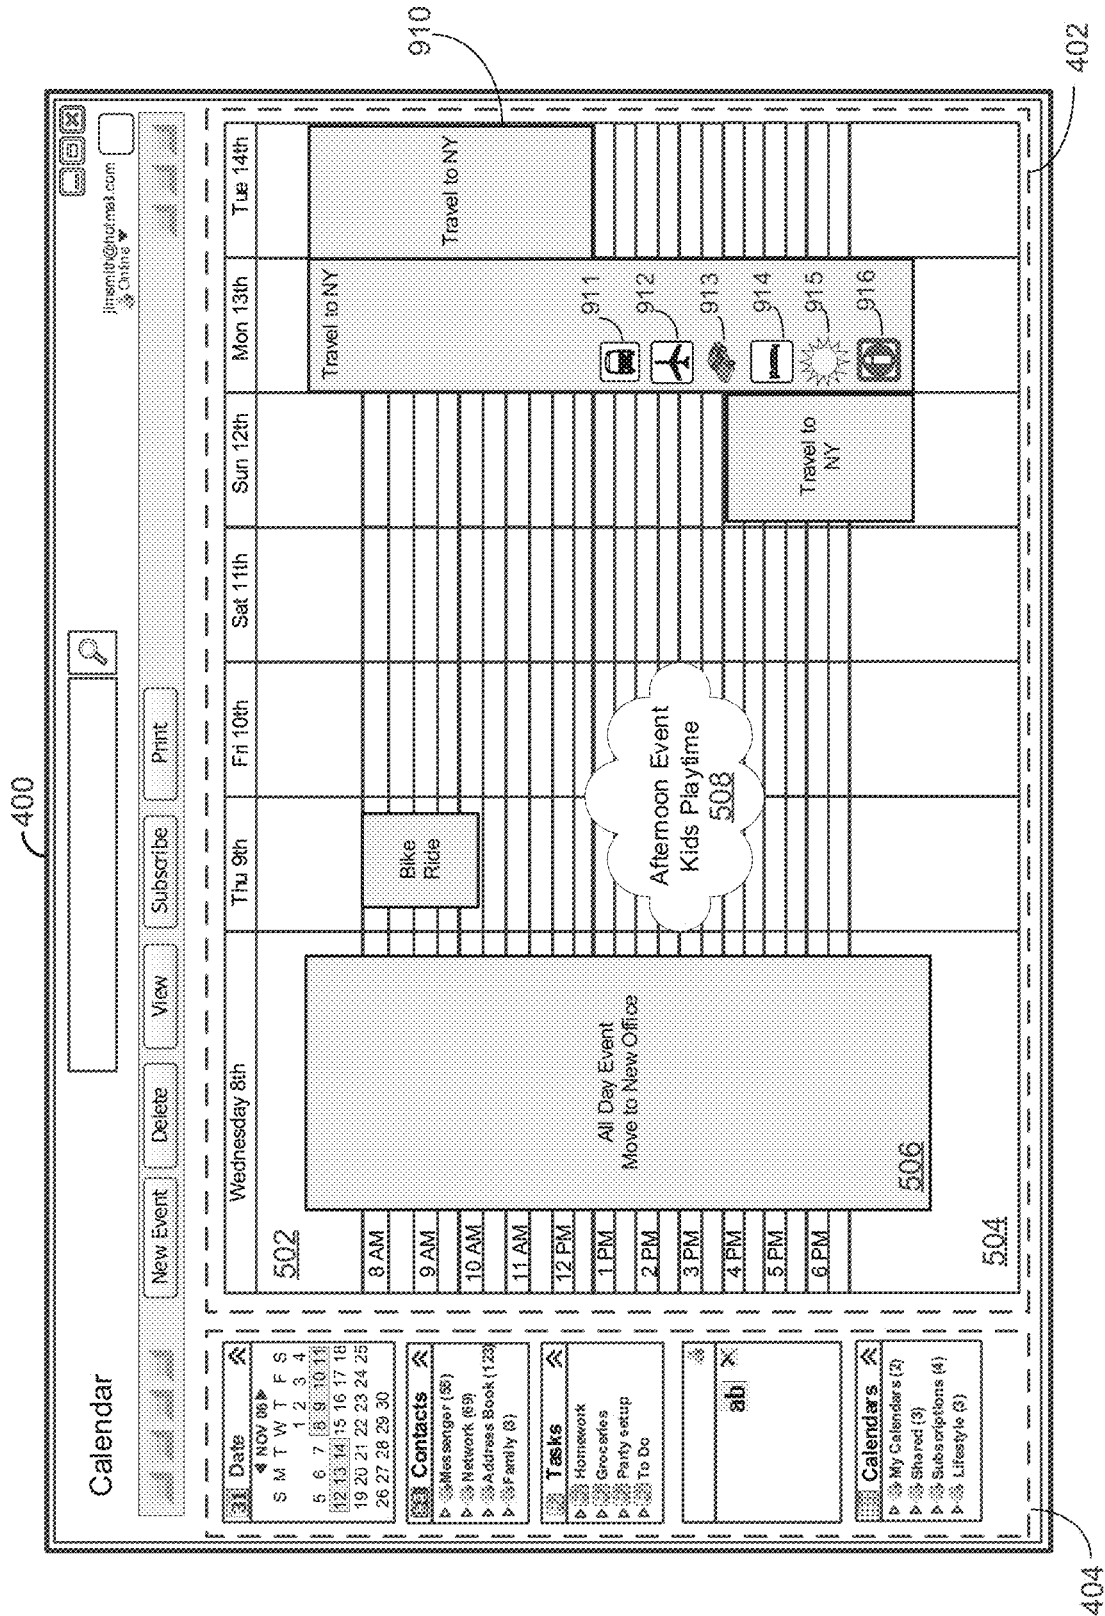 400
Calendar
jimsmith@hotmail.com
Online
New Event
Delete
View
Subscribe
Print
31 Date
NOV 06
S M T W T F S
1 2 3 4
5 6 7 8 9 10 11
12 13 14 15 16 17 18
19 20 21 22 23 24 25
26 27 28 29 30
Contacts
Messenger (55)
Network (69)
Address Book (123)
Family (3)
Tasks
Homework
Groceries
Party setup
To Do
ab
Calendars
My Calendars (2)
Shared (3)
Subscriptions (4)
Lifestyle (3)
Wednesday 8th
Thu 9th
Fri 10th
Sat 11th
Sun 12th
Mon 13th
Tue 14th
502
8 AM
9 AM
10 AM
11 AM
12 PM
1 PM
2 PM
3 PM
4 PM
5 PM
6 PM
504
All Day Event
Move to New Office
506
Bike
Ride
Afternoon Event
Kids Playtime
508
Travel to
NY
Travel to NY
911
912
913
914
915
916
Travel to NY
910
404
402